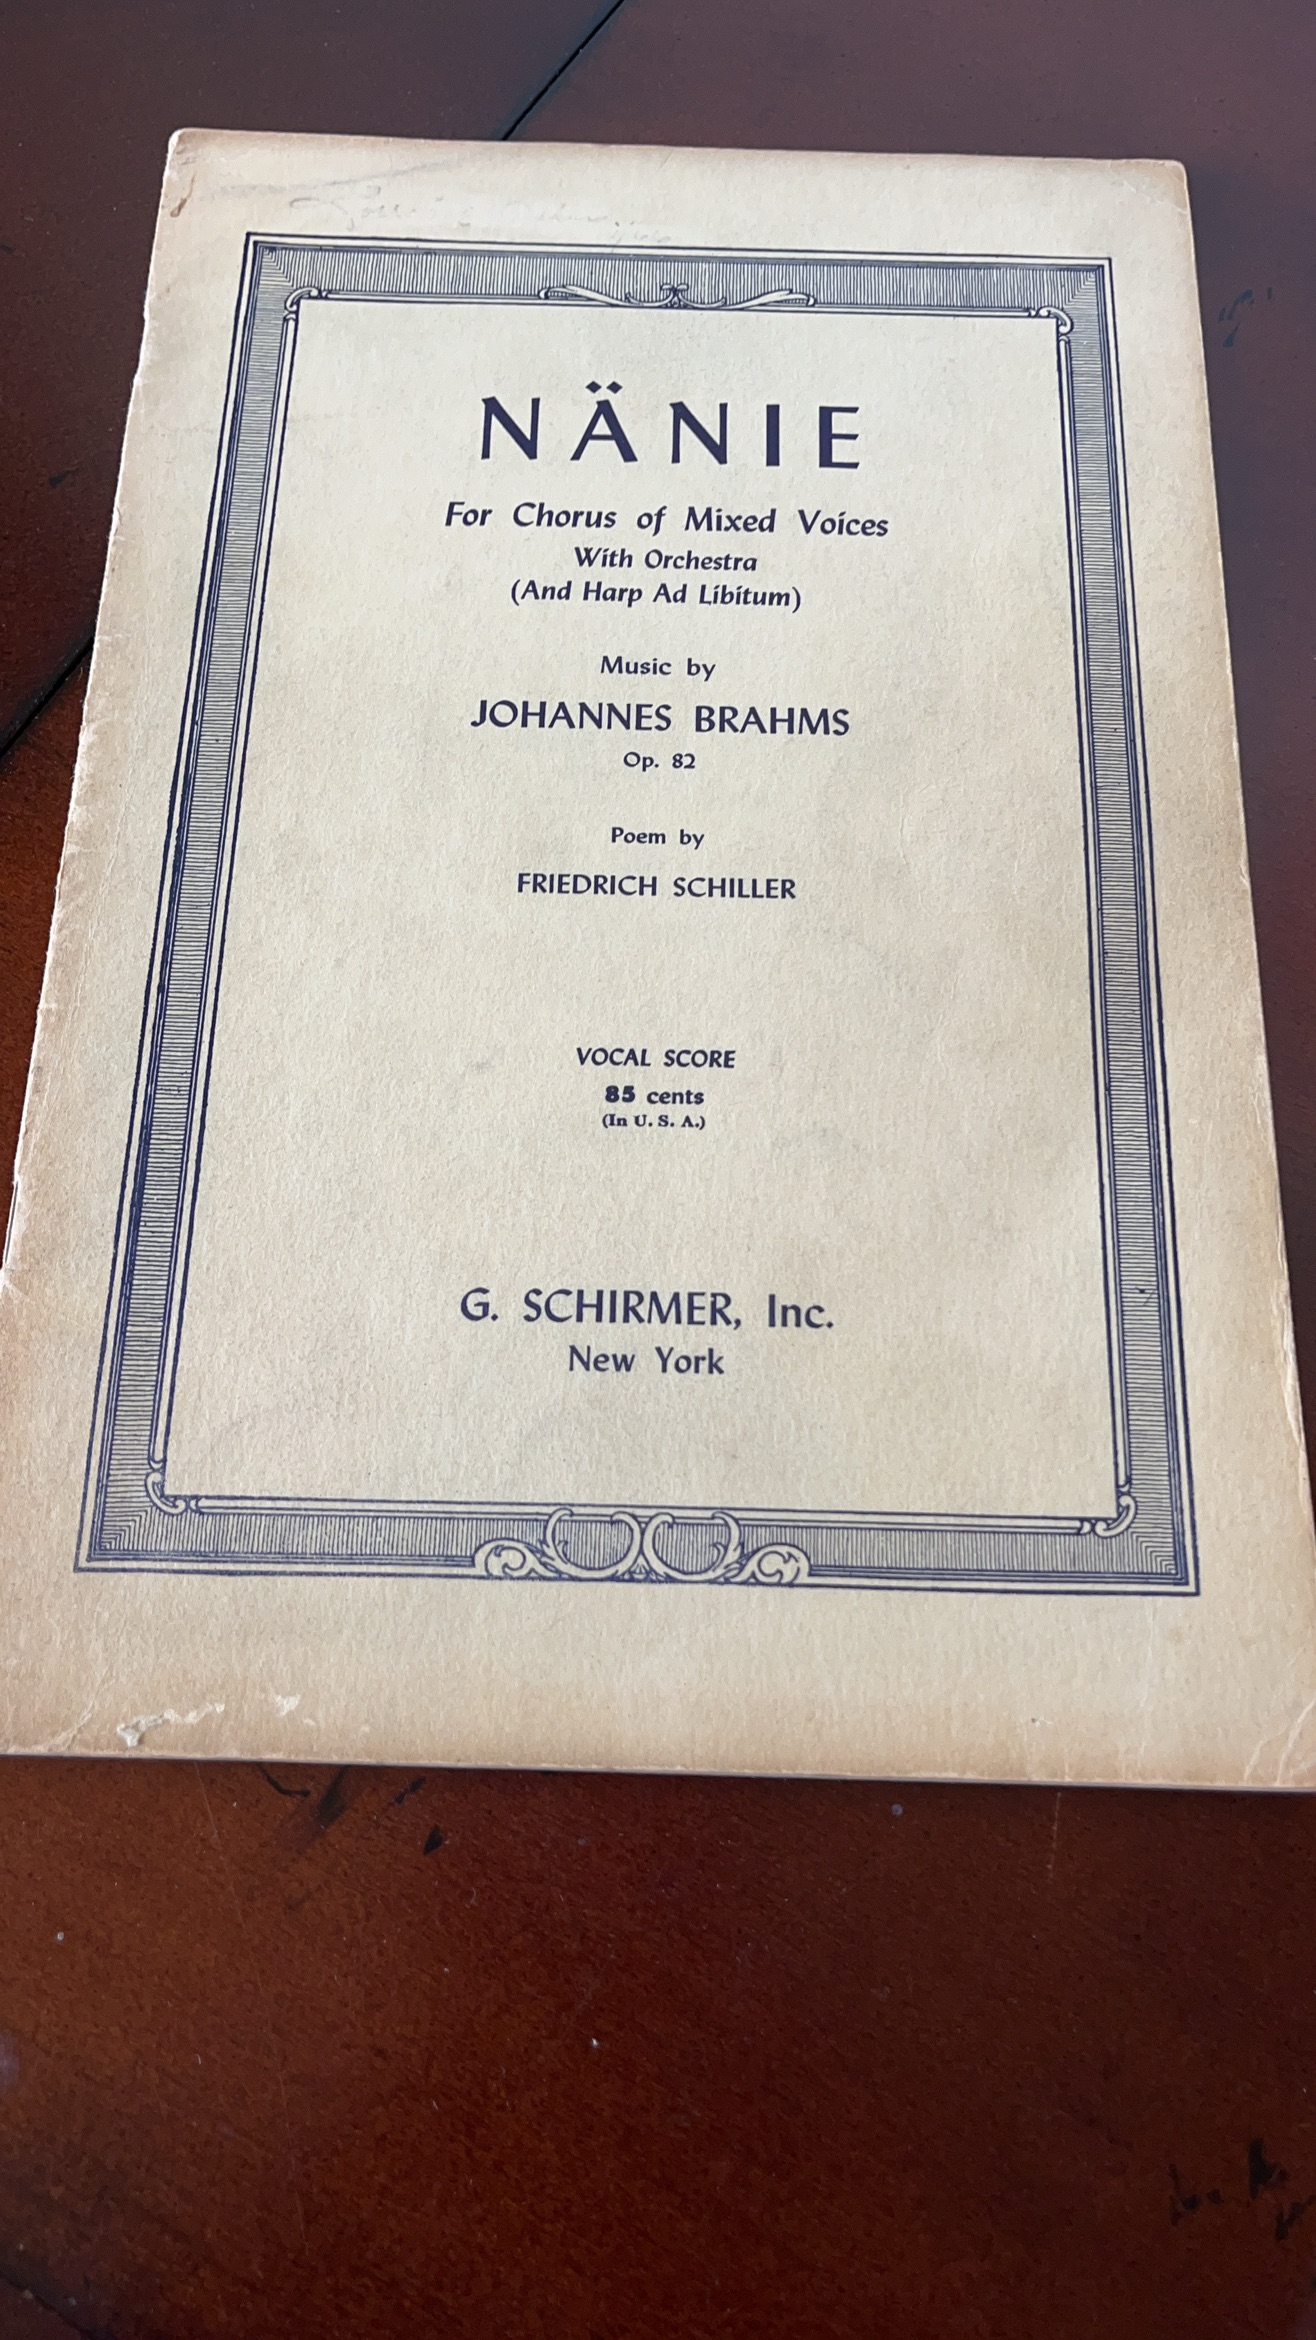 NÄNIE
For Chorus of Mixed Voices
With Orchestra
(And Harp Ad Libitum)
Music by
JOHANNES BRAHMS
Op. 82
Poem by
FRIEDRICH SCHILLER
VOCAL SCORE
85 cents
(In U. S. A.)
G. SCHIRMER, Inc.
New York